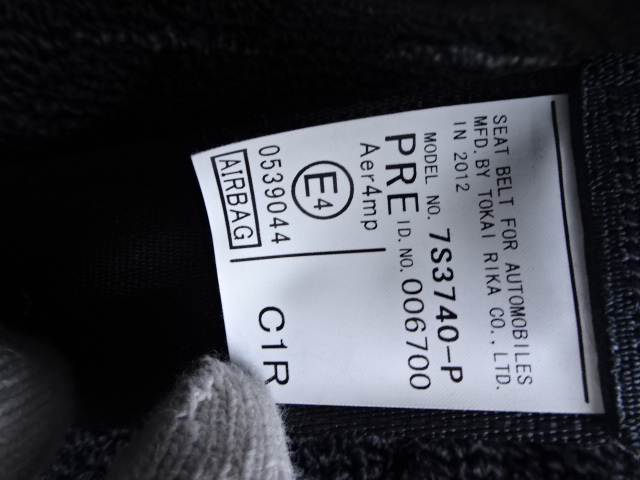 SEAT BELT FOR AUTOMOBILES
MFD. BY TOKAI RIKA CO., LTD.
IN 2012
MODEL NO. 7S3740-P
PRE ID. NO. 006700
Aer4mp
E4
0539044
AIRBAG
C1R